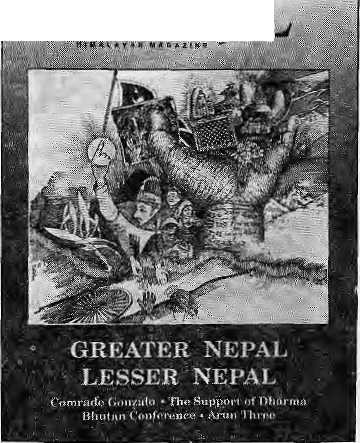 HIMALAYAN MAGAZINE
GREATER NEPAL
LESSER NEPAL
Comrade Gonzalo • The Support of Dharma
Bhutan Conference • Arun Three